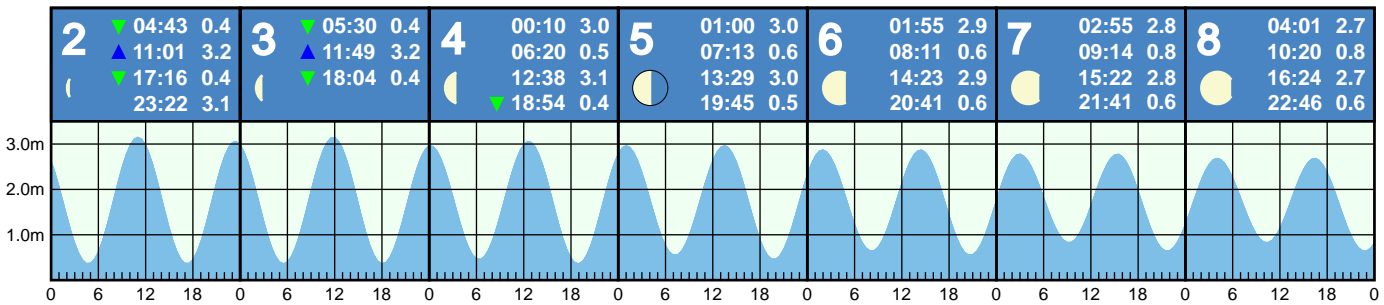 2
▼ 04:43 0.4
▲ 11:01 3.2
▼ 17:16 0.4
23:22 3.1
3
▼ 05:30 0.4
▲ 11:49 3.2
▼ 18:04 0.4
4
00:10 3.0
06:20 0.5
12:38 3.1
▼ 18:54 0.4
5
01:00 3.0
07:13 0.6
13:29 3.0
19:45 0.5
6
01:55 2.9
08:11 0.6
14:23 2.9
20:41 0.6
7
02:55 2.8
09:14 0.8
15:22 2.8
21:41 0.6
8
04:01 2.7
10:20 0.8
16:24 2.7
22:46 0.6
3.0m
2.0m
1.0m
0 6 12 18 0 6 12 18 0 6 12 18 0 6 12 18 0 6 12 18 0 6 12 18 0 6 12 18 0